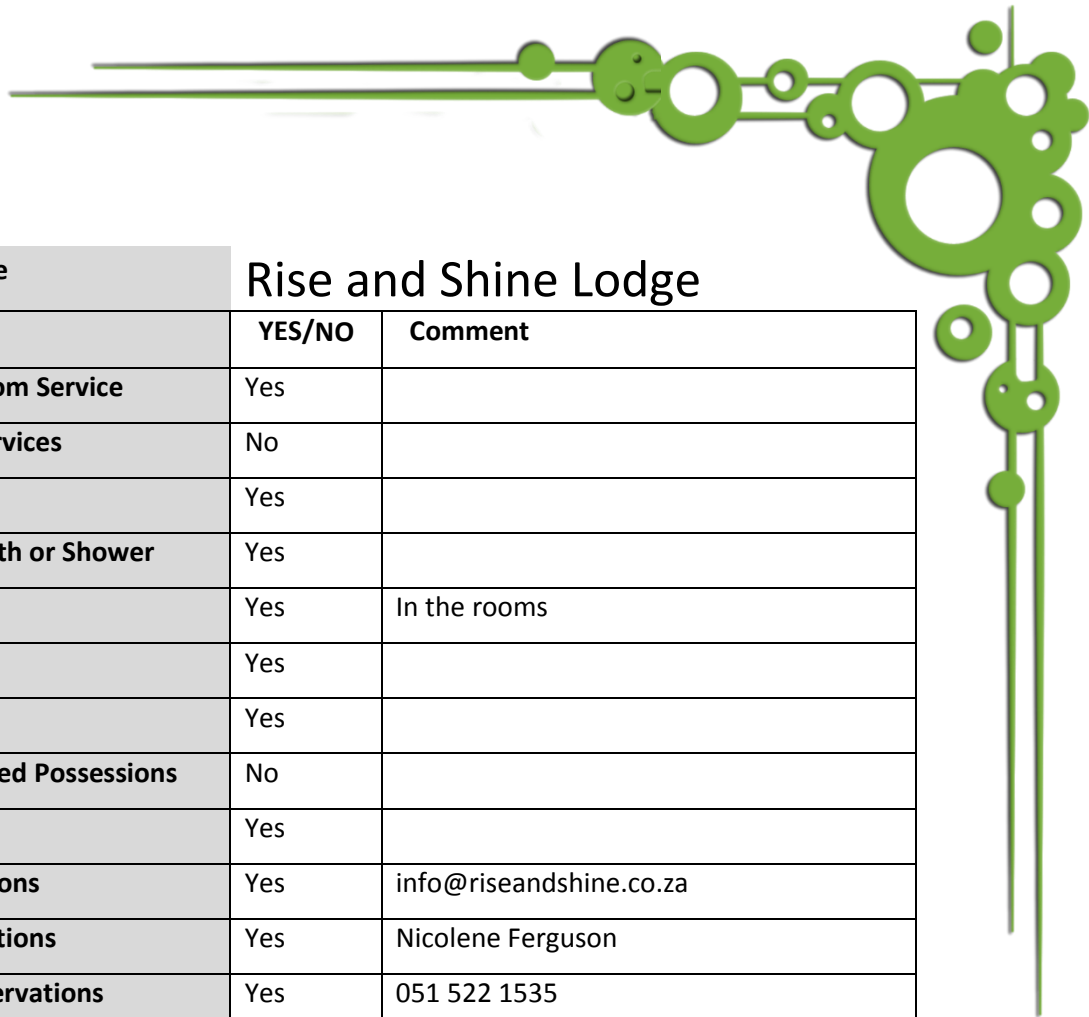 e Rise and Shine Lodge
YES/NO Comment
om Service Yes
rvices No
Yes
th or Shower Yes
Yes In the rooms
Yes
Yes
ed Possessions No
Yes
ons Yes info@riseandshine.co.za
tions Yes Nicolene Ferguson
ervations Yes 051 522 1535